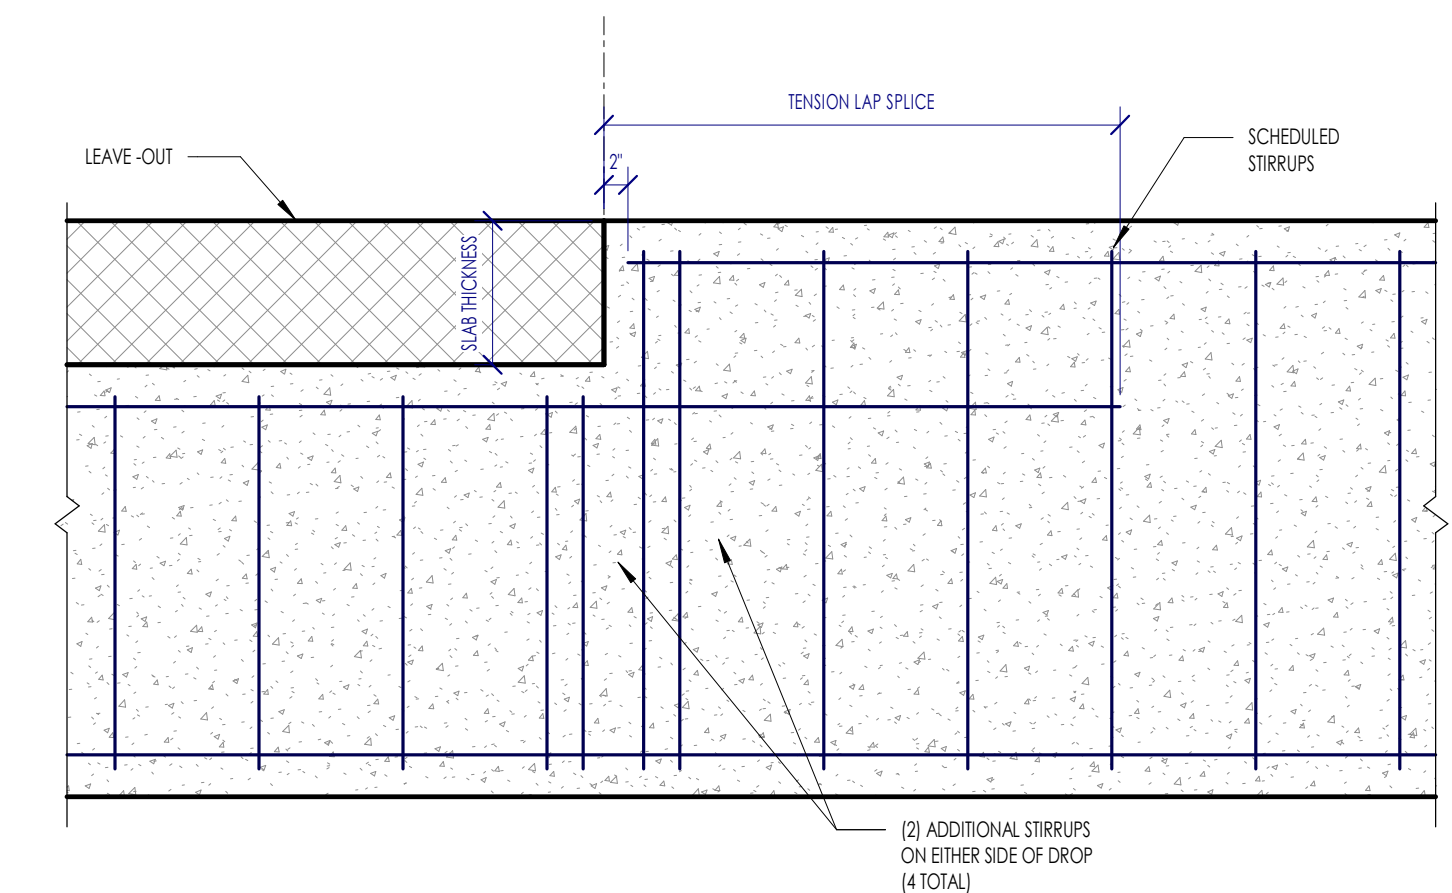 TENSION LAP SPLICE
SCHEDULED
STIRRUPS
LEAVE -OUT
2"
SLAB THICKNESS
(2) ADDITIONAL STIRRUPS
ON EITHER SIDE OF DROP
(4 TOTAL)